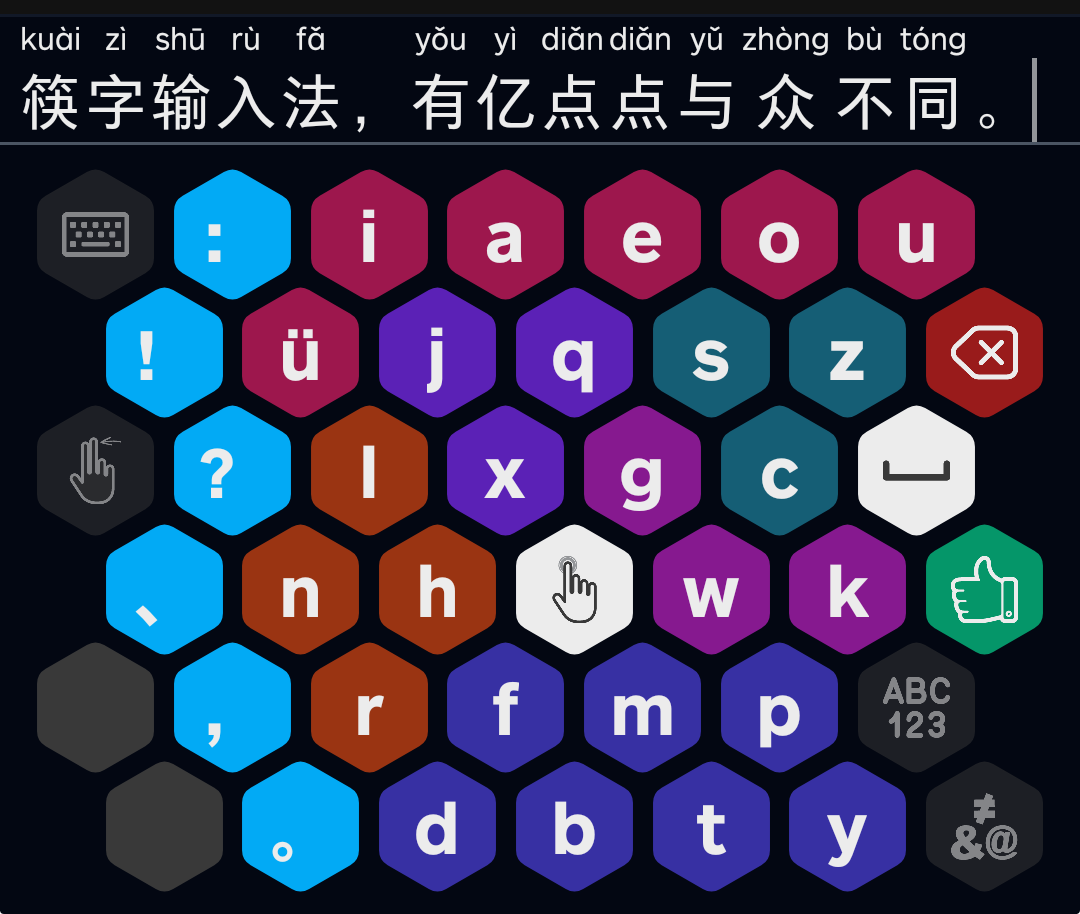 kuài zì shū rù fǎ yǒu yì diǎn diǎn yǔ zhòng bù tóng
筷字输入法，有亿点点与众不同。
: i a e o u
! ü j q s z
? l x g c
、 n h w k
， r f m p ABC
123
。 d b t y ≠
&@